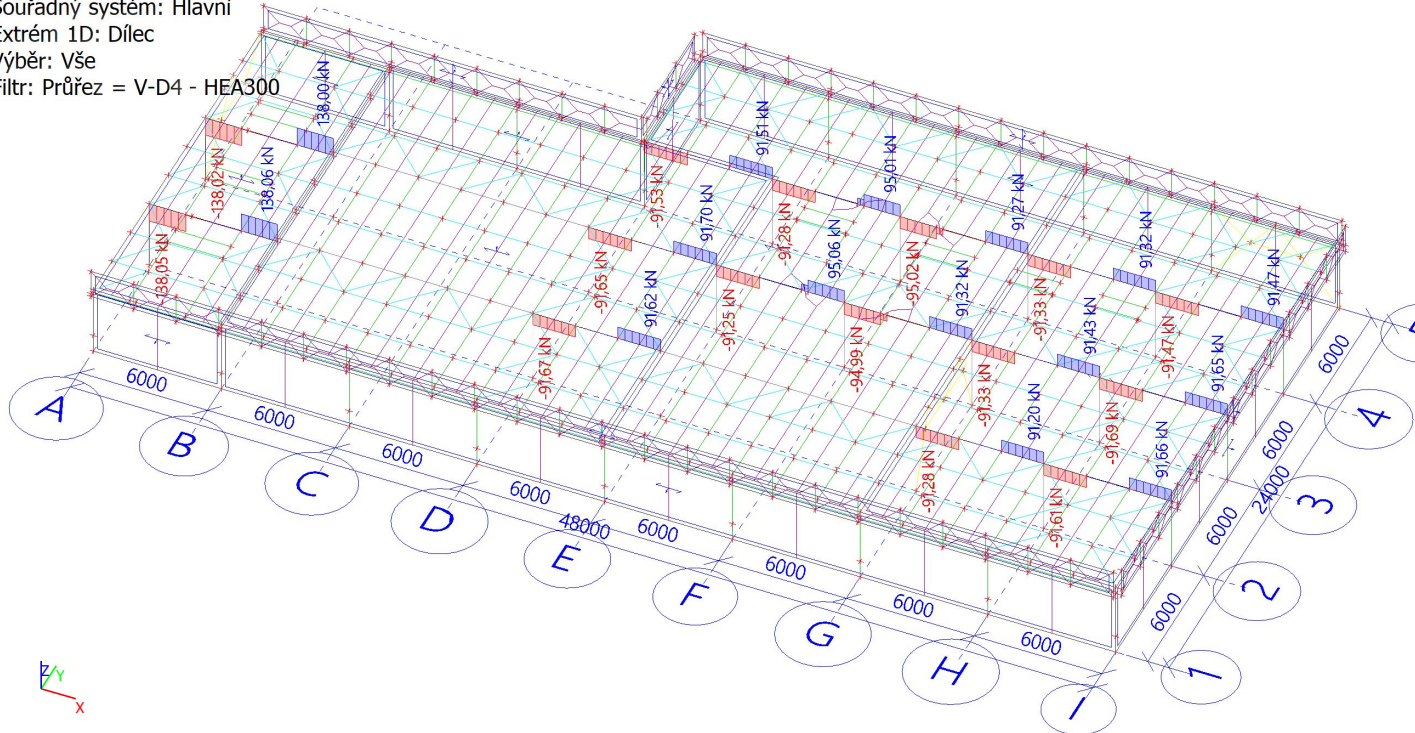 Souřadný systém: Hlavní
Extrém 1D: Dílec
Výběr: Vše
Filtr: Průřez = V-D4 - HEA300
138,00 kN
-138,02 kN
138,06 kN
-138,05 kN
-91,53 kN
91,51 kN
95,01 kN
91,27 kN
91,70 kN
-91,28 kN
95,06 kN
-95,02 kN
91,32 kN
91,47 kN
-91,65 kN
91,62 kN
-91,25 kN
91,32 kN
-91,33 kN
91,43 kN
-91,47 kN
91,65 kN
-91,67 kN
-94,99 kN
-91,33 kN
91,20 kN
-91,69 kN
91,66 kN
-91,28 kN
-91,61 kN
6000
6000
6000
6000
48000
6000
6000
6000
6000
6000
6000
24000
6000
6000
A
B
C
D
E
F
G
H
I
1
2
3
4
Z
Y
X